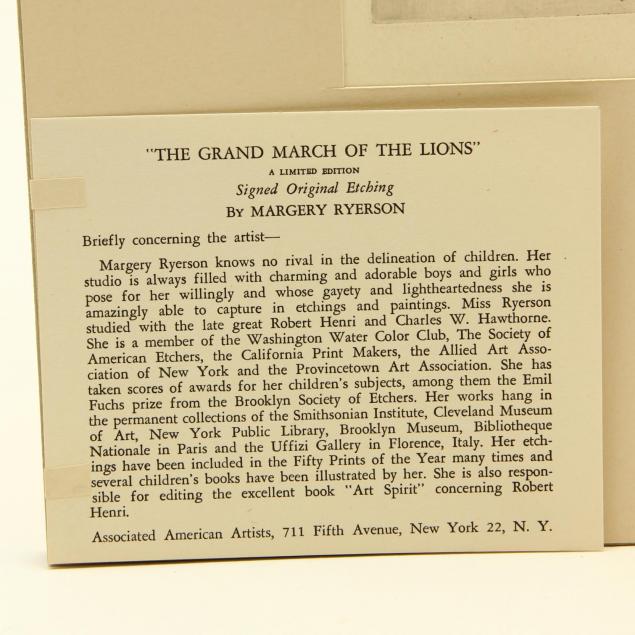 "THE GRAND MARCH OF THE LIONS"
A LIMITED EDITION
Signed Original Etching
By MARGERY RYERSON
Briefly concerning the artist—
Margery Ryerson knows no rival in the delineation of children. Her
studio is always filled with charming and adorable boys and girls who
pose for her willingly and whose gayety and lightheartedness she is
amazingly able to capture in etchings and paintings. Miss Ryerson
studied with the late great Robert Henri and Charles W. Hawthorne.
She is a member of the Washington Water Color Club, The Society of
American Etchers, the California Print Makers, the Allied Art Asso-
ciation of New York and the Provincetown Art Association. She has
taken scores of awards for her children's subjects, among them the Emil
Fuchs prize from the Brooklyn Society of Etchers. Her works hang in
the permanent collections of the Smithsonian Institute, Cleveland Museum
of Art, New York Public Library, Brooklyn Museum, Bibliotheque
Nationale in Paris and the Uffizi Gallery in Florence, Italy. Her etch-
ings have been included in the Fifty Prints of the Year many times and
several children's books have been illustrated by her. She is also respon-
sible for editing the excellent book "Art Spirit" concerning Robert
Henri.
Associated American Artists, 711 Fifth Avenue, New York 22, N. Y.